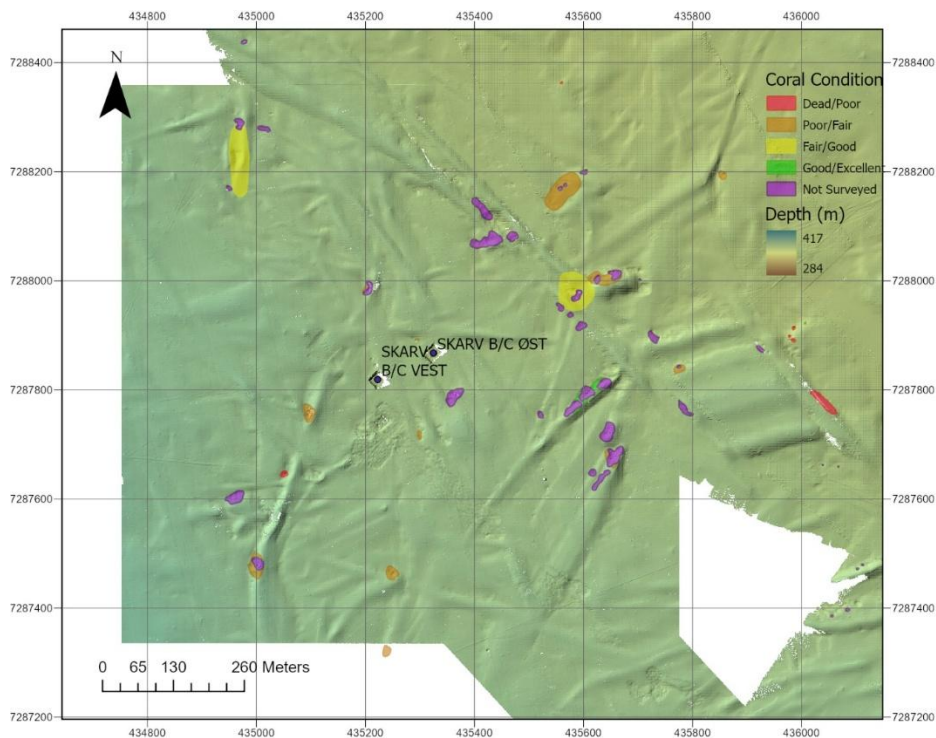 434800 435000 435200 435400 435600 435800 436000
7288400 7288400
N
Coral Condition
Dead/Poor
Poor/Fair
Fair/Good
Good/Excellent
Not Surveyed
7288200 7288200
Depth (m)
417
284
7288000 7288000
SKARV B/C ØST
SKARV
B/C VEST
7287800 7287800
7287600 7287600
7287400 7287400
0 65 130 260 Meters
7287200 7287200
434800 435000 435200 435400 435600 435800 436000